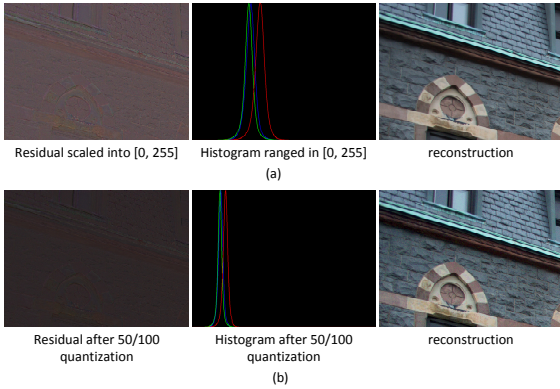 Residual scaled into [0, 255]
Histogram ranged in [0, 255]
reconstruction
(a)
Residual after 50/100
quantization
Histogram after 50/100
quantization
reconstruction
(b)